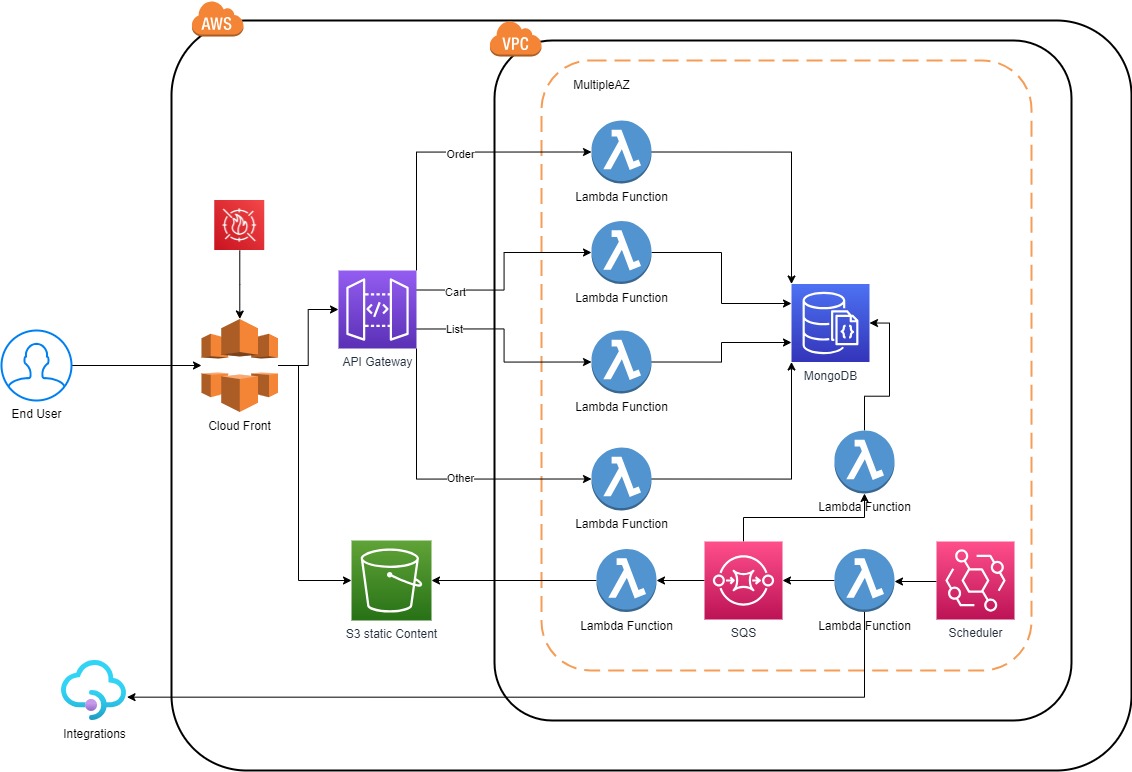 AWS
VPC
MultipleAZ
Order
Lambda Function
Cart
Lambda Function
List
API Gateway
MongoDB
Lambda Function
End User
Cloud Front
Other
Lambda Function
Lambda Function
Lambda Function
SQS
Lambda Function
Scheduler
S3 static Content
Integrations